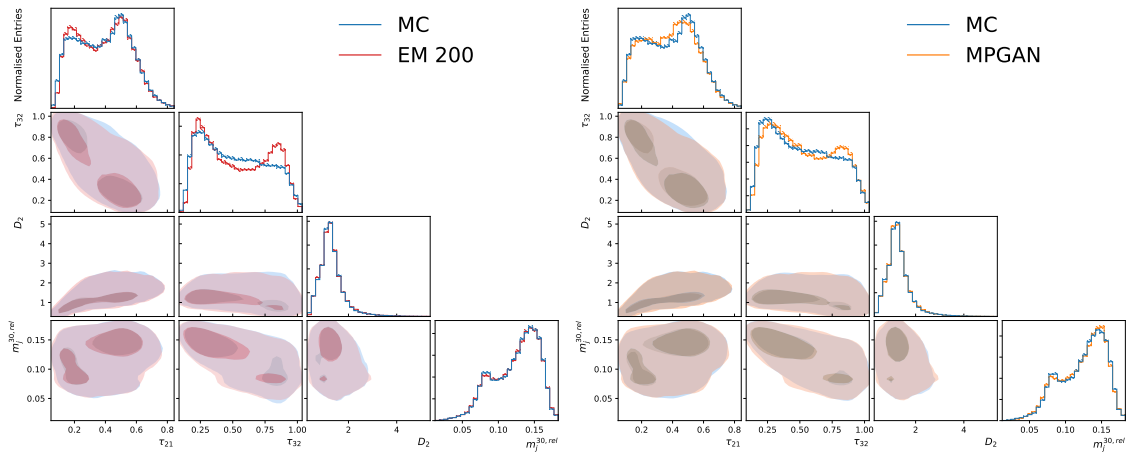 Normalised Entries
MC
EM 200
τ32
1.0
0.8
0.6
0.4
0.2
D2
5
4
3
2
1
m_j^{30, rel}
0.15
0.10
0.05
0.2 0.4 0.6 0.8
τ21
0.25 0.50 0.75 1.00
τ32
2 4
D2
0.05 0.10 0.15
m_j^{30, rel}
Normalised Entries
MC
MPGAN
τ32
1.0
0.8
0.6
0.4
0.2
D2
5
4
3
2
1
m_j^{30, rel}
0.15
0.10
0.05
0.2 0.4 0.6 0.8
τ21
0.25 0.50 0.75 1.00
τ32
2 4
D2
0.05 0.10 0.15
m_j^{30, rel}